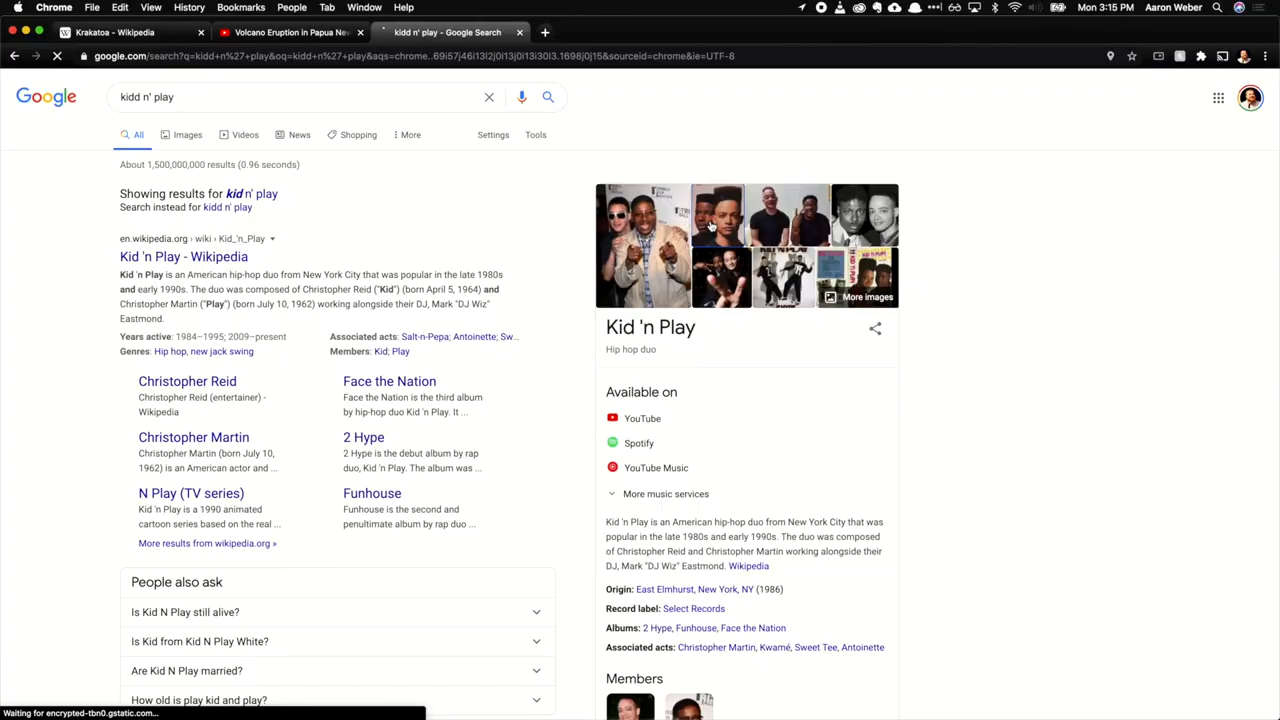 Chrome File Edit View History Bookmarks People Tab Window Help Mon 3:15 PM Aaron Weber
Krakatoa - Wikipedia
Volcano Eruption in Papua New
kidd n' play - Google Search
google.com/search?q=kidd+n%27+play&oq=kidd+n%27+play&aqs=chrome..69i57j46i13l2j0i13j0i13i30l3.1698j0j15&sourceid=chrome&ie=UTF-8
Google
kidd n' play
All Images Videos News Shopping More Settings Tools
About 1,500,000,000 results (0.96 seconds)
Showing results for kid n' play
Search instead for kidd n' play
en.wikipedia.org › wiki › Kid_'n_Play
Kid 'n Play - Wikipedia
Kid 'n Play is an American hip-hop duo from New York City that was popular in the late 1980s
and early 1990s. The duo was composed of Christopher Reid ("Kid") (born April 5, 1964) and
Christopher Martin ("Play") (born July 10, 1962) working alongside their DJ, Mark "DJ Wiz"
Eastmond.
Years active: 1984–1995; 2009–present
Associated acts: Salt-n-Pepa; Antoinette; Sw...
Genres: Hip hop, new jack swing
Members: Kid; Play
Christopher Reid
Christopher Reid (entertainer) -
Wikipedia
Face the Nation
Face the Nation is the third album
by hip-hop duo Kid 'n Play. It ...
Christopher Martin
Christopher Martin (born July 10,
1962) is an American actor and ...
2 Hype
2 Hype is the debut album by rap
duo, Kid 'n Play. The album was ...
N Play (TV series)
Kid 'n Play is a 1990 animated
cartoon series based on the real ...
Funhouse
Funhouse is the second and
penultimate album by rap duo ...
More results from wikipedia.org »
People also ask
Is Kid N Play still alive?
Is Kid from Kid N Play White?
Are Kid N Play married?
How old is play kid and play?
Waiting for encrypted-tbn0.gstatic.com...
More images
Kid 'n Play
Hip hop duo
Available on
YouTube
Spotify
YouTube Music
More music services
Kid 'n Play is an American hip-hop duo from New York City that was
popular in the late 1980s and early 1990s. The duo was composed
of Christopher Reid and Christopher Martin working alongside their
DJ, Mark "DJ Wiz" Eastmond. Wikipedia
Origin: East Elmhurst, New York, NY (1986)
Record label: Select Records
Albums: 2 Hype, Funhouse, Face the Nation
Associated acts: Christopher Martin, Kwamé, Sweet Tee, Antoinette
Members